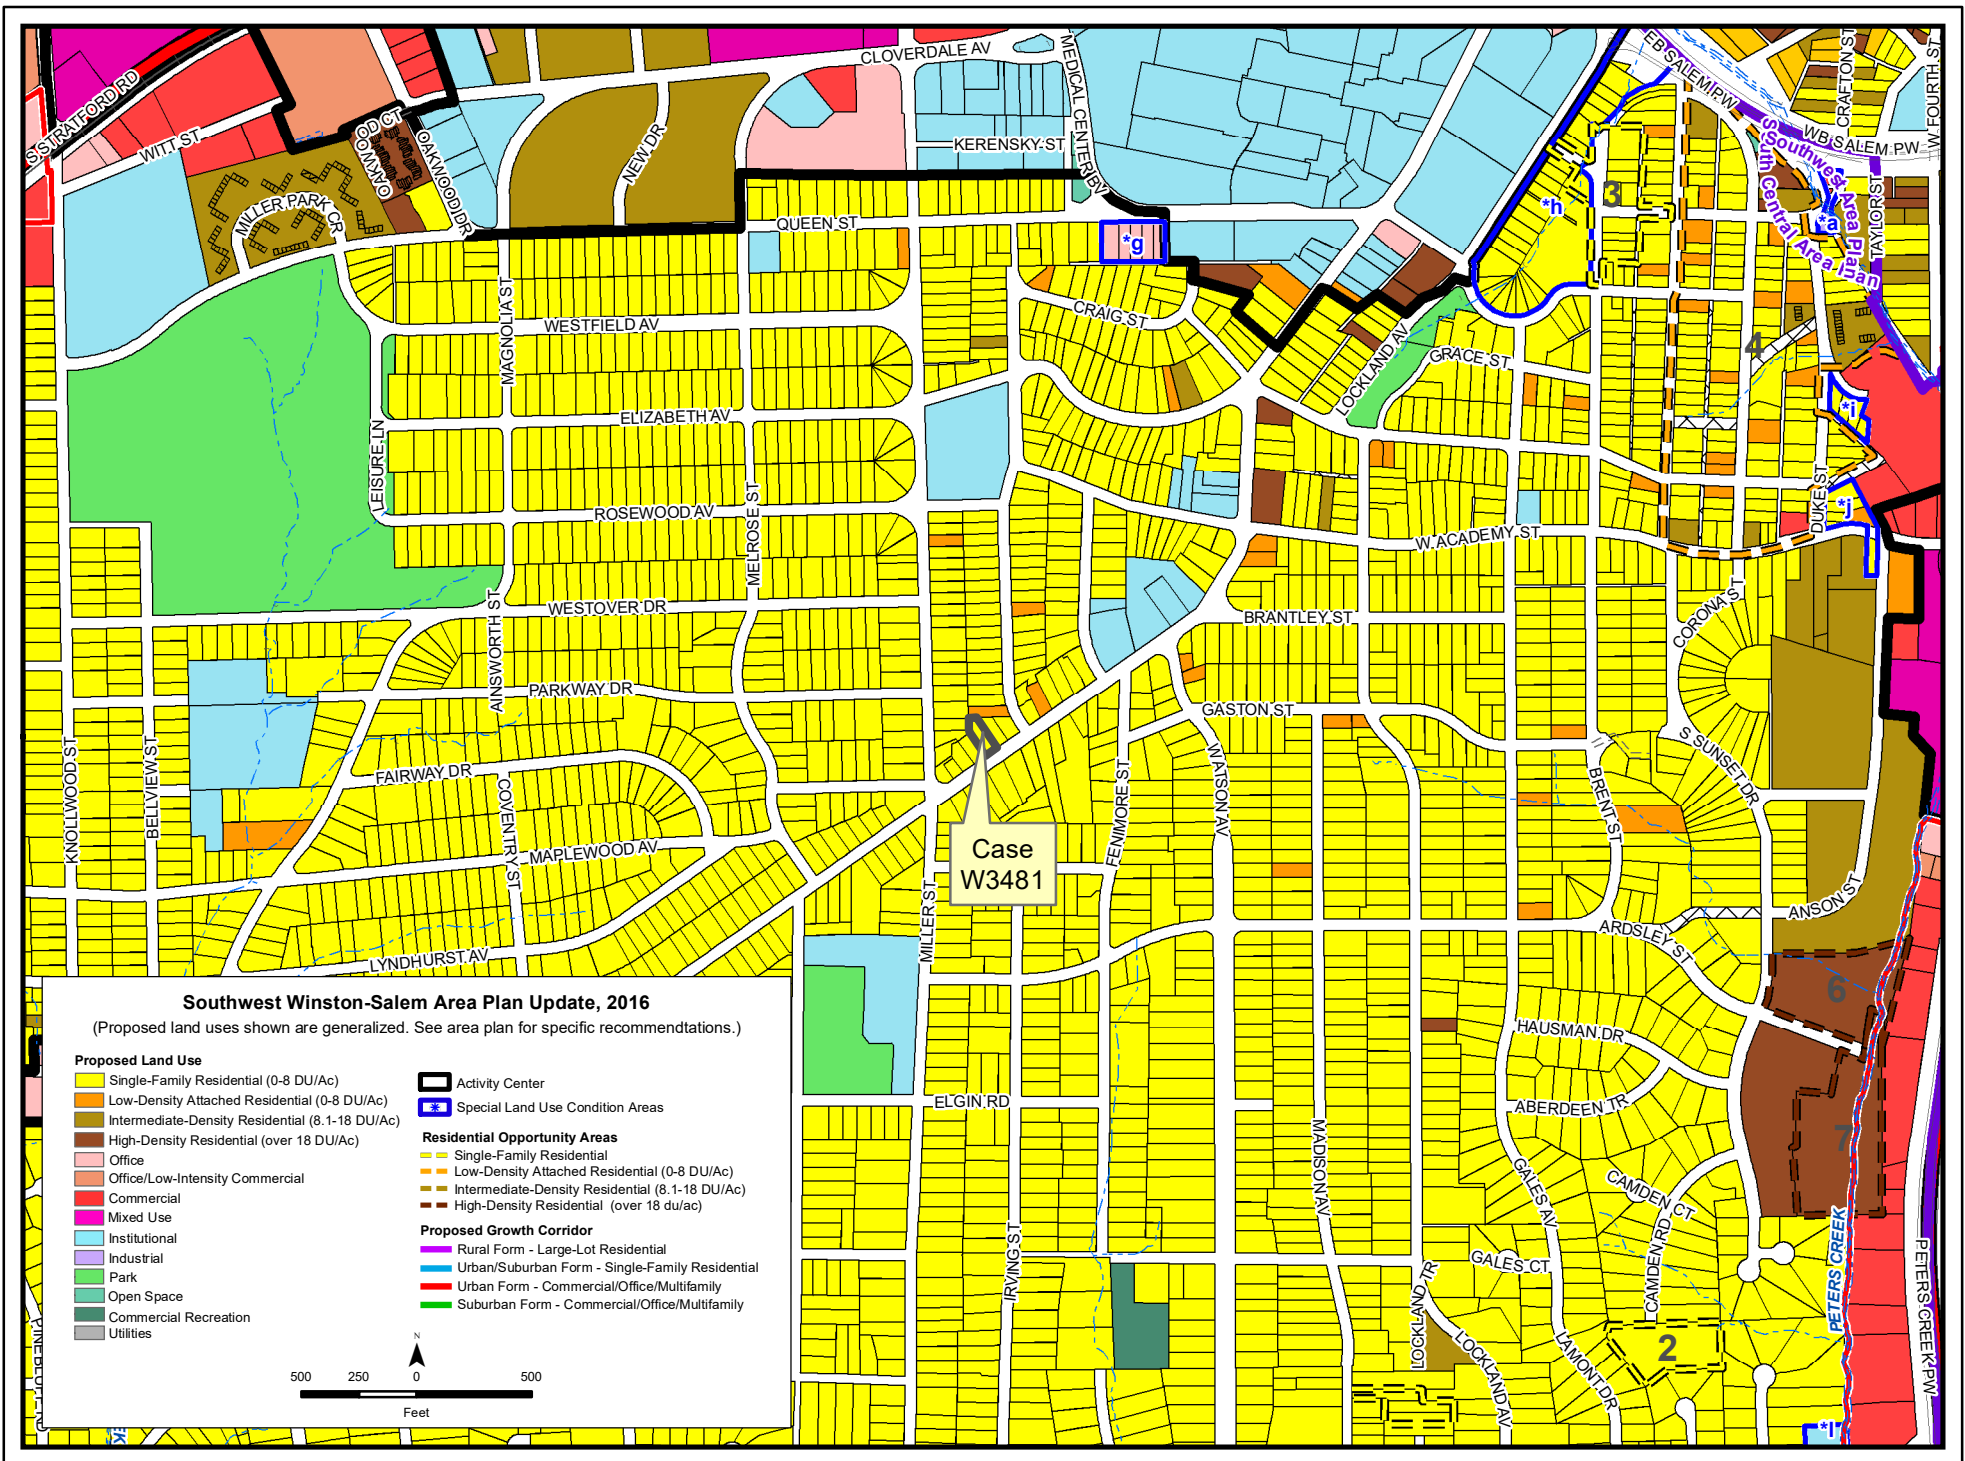 CLOVERDALE AV
MEDICAL CENTER BV
EB SALEM PW
CRAFTON ST
W FOURTH ST
S STRATFORD RD
WITT ST
OAKWOOD CT
OAKWOOD DR
NEW DR
KERENSKY ST
WB SALEM PW
Southwest Area Plan
South Central Area Plan
TAYLOR ST
MILLER PARK CR
QUEEN ST
*g
*h
3
*a
MAGNOLIA ST
WESTFIELD AV
CRAIG ST
LOCKLAND AV
GRACE ST
4
ELIZABETH AV
*i
LEISURE LN
ROSEWOOD AV
MELROSE ST
W. ACADEMY ST
DUKE ST
*j
WESTOVER DR
AINSWORTH ST
BRANTLEY ST
CORONA ST
PARKWAY DR
GASTON ST
KNOLLWOOD ST
BELLVIEW ST
FAIRWAY DR
COVENTRY ST
MAPLEWOOD AV
FENIMORE ST
WATSON AV
BRENT ST
S SUNSET DR
Case
W3481
MILLER ST
ANSON ST
ARDSLEY ST
LYNDHURST AV
6
HAUSMAN DR
ELGIN RD
ABERDEEN TR
7
MADISON AV
GALES AV
CAMDEN CT
CAMDEN RD
IRVING ST
GALES CT
LOCKLAND TR
LOCKLAND AV
LAMONT DR
2
PETERS CREEK
PETERS CREEK PW
*l
Southwest Winston-Salem Area Plan Update, 2016
(Proposed land uses shown are generalized. See area plan for specific recommendtations.)
Proposed Land Use
Single-Family Residential (0-8 DU/Ac)
Low-Density Attached Residential (0-8 DU/Ac)
Intermediate-Density Residential (8.1-18 DU/Ac)
High-Density Residential (over 18 DU/Ac)
Office
Office/Low-Intensity Commercial
Commercial
Mixed Use
Institutional
Industrial
Park
Open Space
Commercial Recreation
Utilities
Activity Center
* Special Land Use Condition Areas
Residential Opportunity Areas
Single-Family Residential
Low-Density Attached Residential (0-8 DU/Ac)
Intermediate-Density Residential (8.1-18 DU/Ac)
High-Density Residential (over 18 du/ac)
Proposed Growth Corridor
Rural Form - Large-Lot Residential
Urban/Suburban Form - Single-Family Residential
Urban Form - Commercial/Office/Multifamily
Suburban Form - Commercial/Office/Multifamily
N
500 250 0 500
Feet